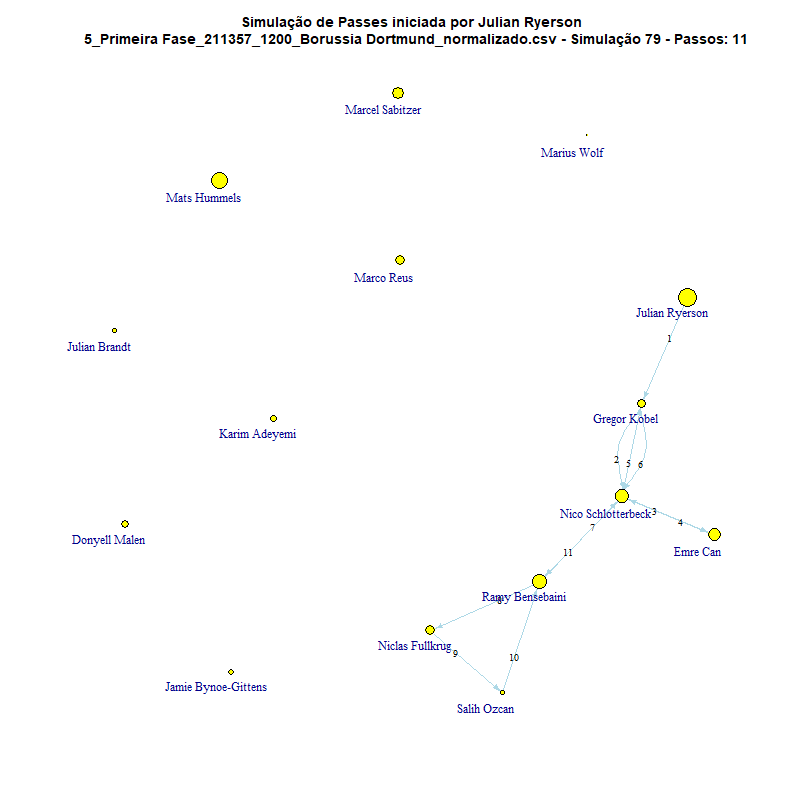 Simulação de Passes iniciada por Julian Ryerson
5_Primeira Fase_211357_1200_Borussia Dortmund_normalizado.csv - Simulação 79 - Passos: 11
Marcel Sabitzer
Marius Wolf
Mats Hummels
Marco Reus
Julian Ryerson
1
Julian Brandt
Gregor Kobel
Karim Adeyemi
2
5
6
Nico Schlotterbeck
3
4
7
Donyell Malen
Emre Can
11
Ramy Bensebaini
8
Niclas Fullkrug
9
10
Jamie Bynoe-Gittens
Salih Ozcan